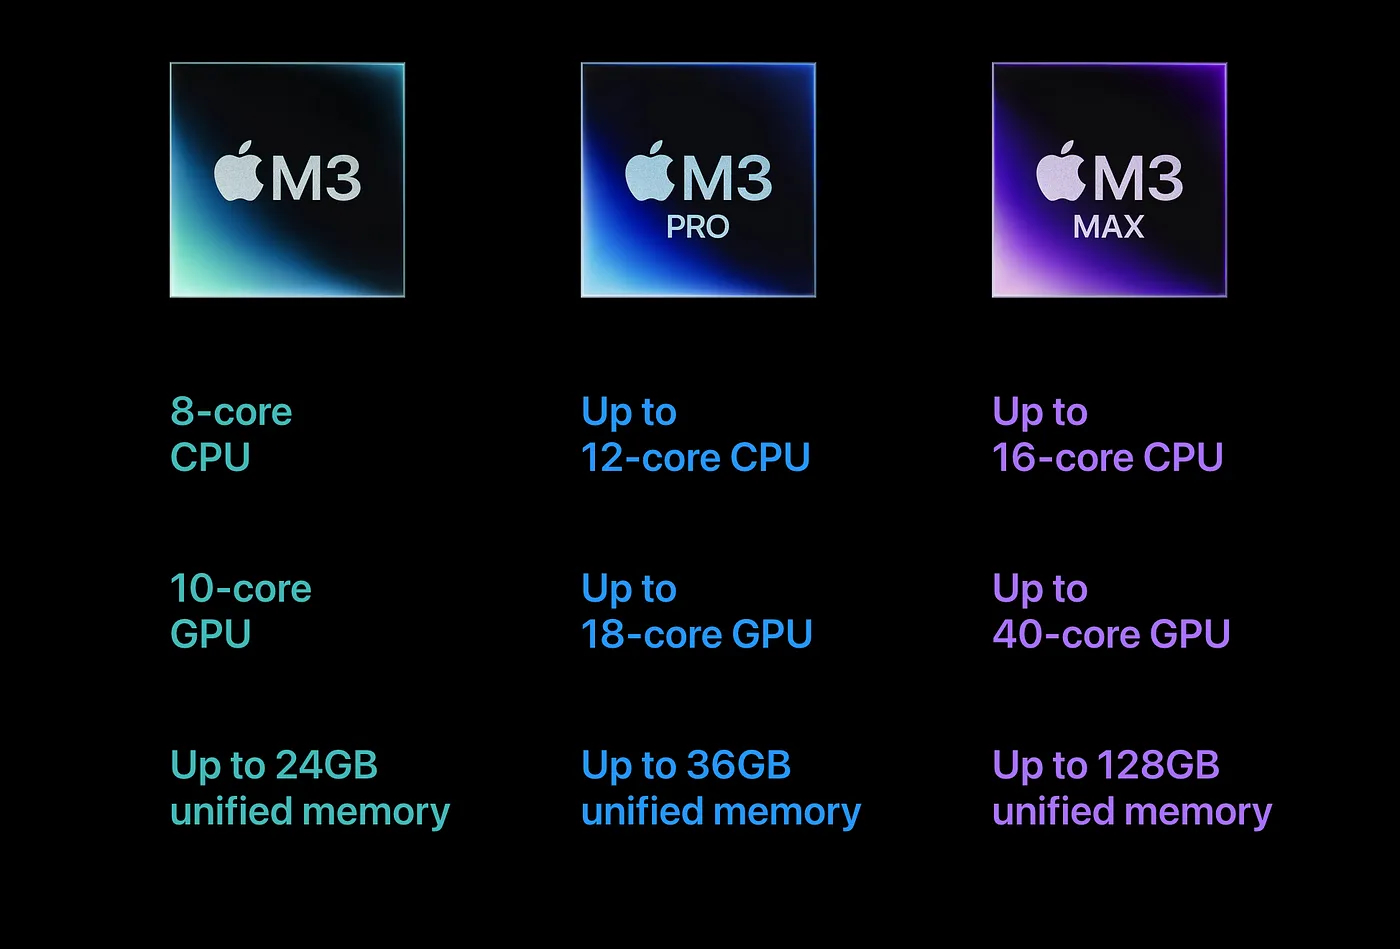 M3
M3
PRO
M3
MAX
8-core
CPU
Up to
12-core CPU
Up to
16-core CPU
10-core
GPU
Up to
18-core GPU
Up to
40-core GPU
Up to 24GB
unified memory
Up to 36GB
unified memory
Up to 128GB
unified memory